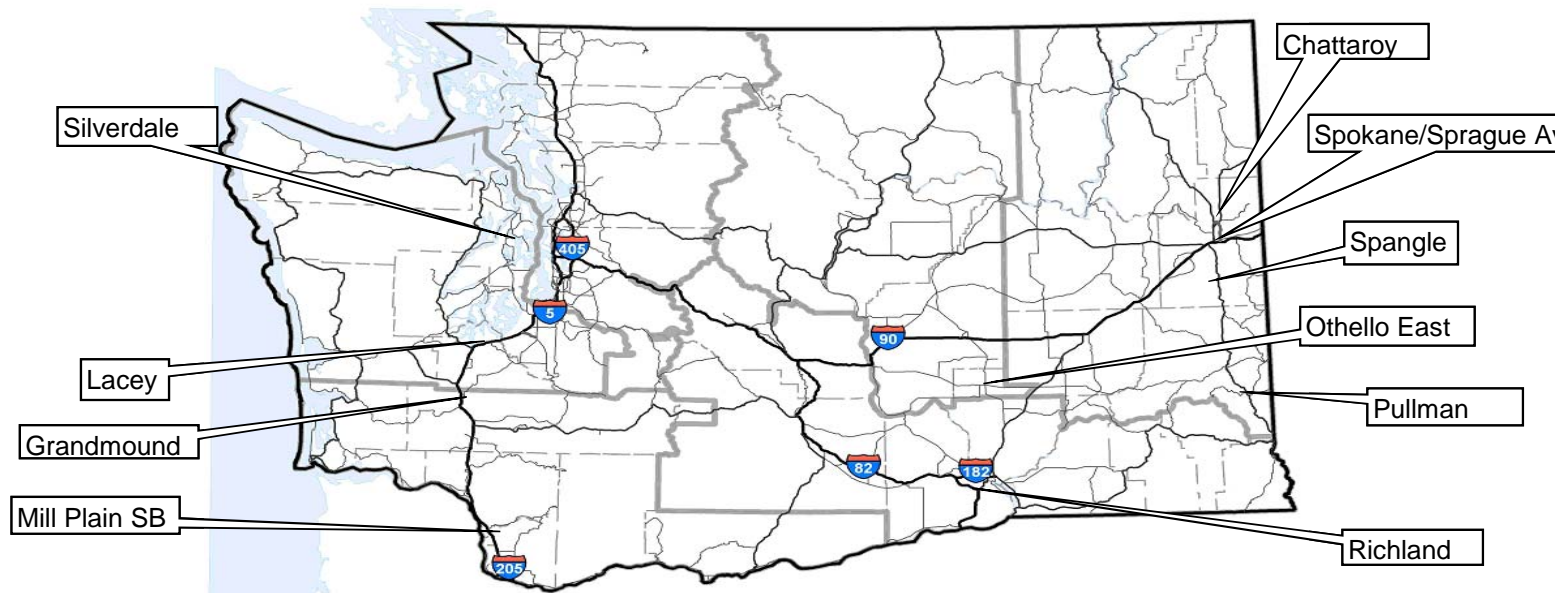 Chattaroy
Silverdale
Spokane/Sprague Av
405
Spangle
5
90
Othello East
Lacey
Pullman
Grandmound
82
182
Mill Plain SB
Richland
205